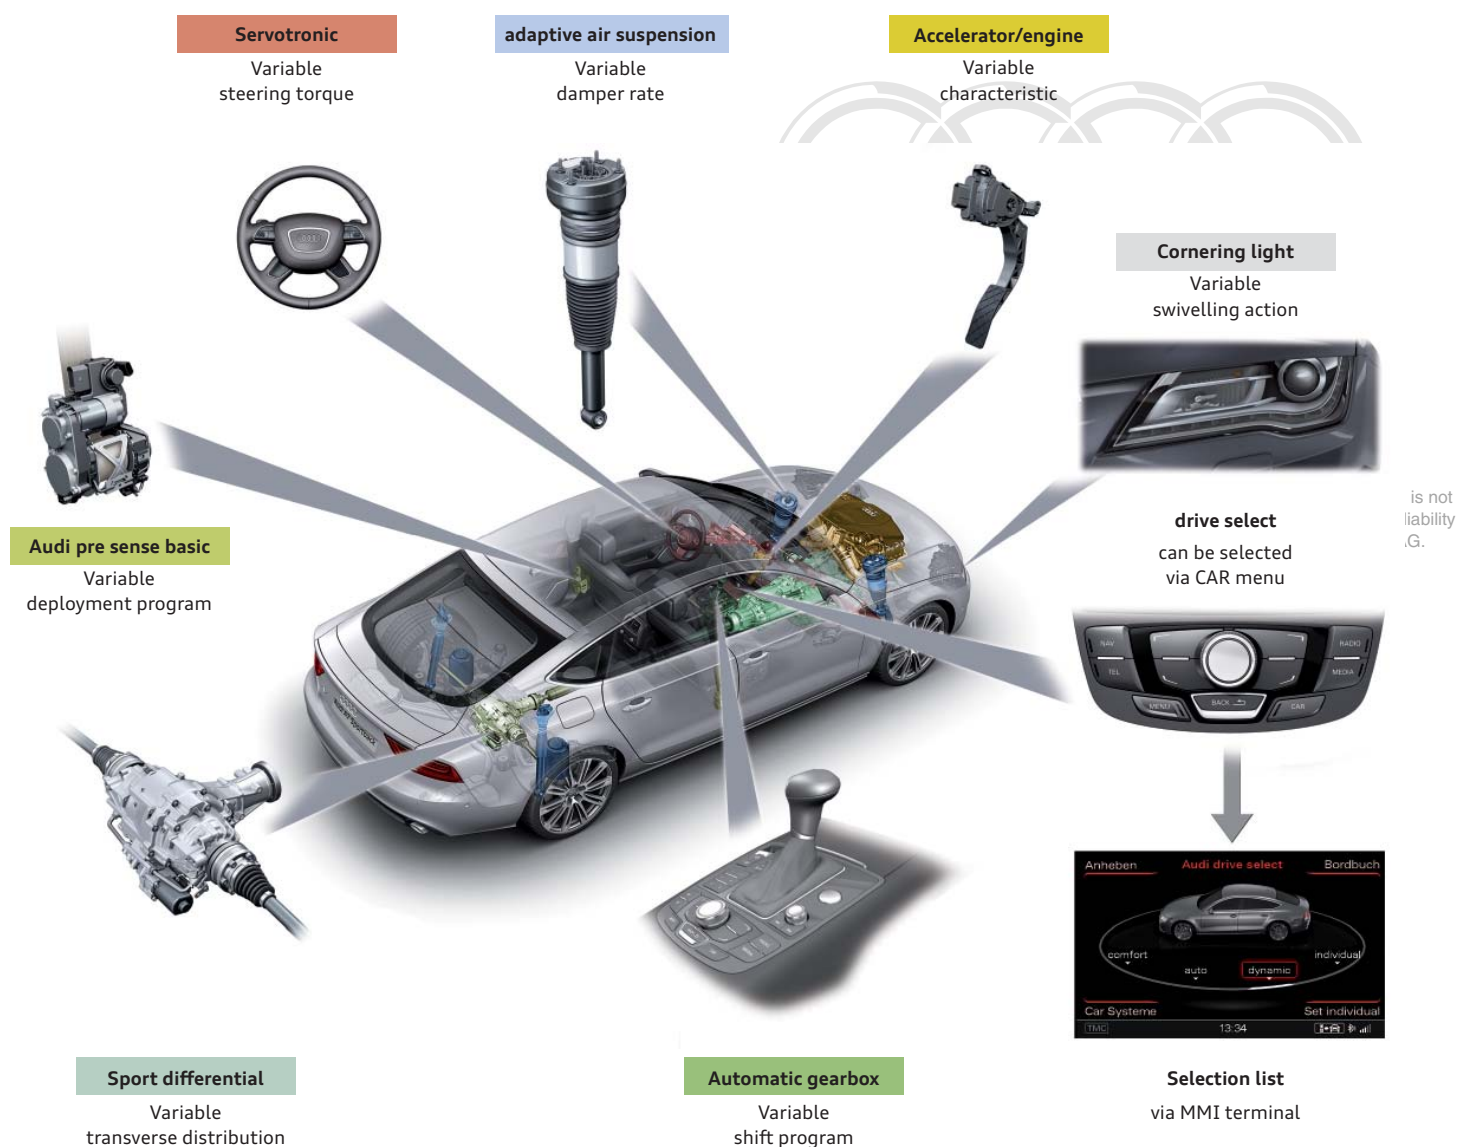 Servotronic
Variable
steering torque
adaptive air suspension
Variable
damper rate
Accelerator/engine
Variable
characteristic
Cornering light
Variable
swivelling action
Audi pre sense basic
Variable
deployment program
is not
liability
AG.
drive select
can be selected
via CAR menu
NAV
RADIO
TEL
MEDIA
MENU
BACK
CAR
Anheben
Audi drive select
Bordbuch
comfort
auto
dynamic
individual
Car Systeme
Set individual
TMC
13:34
Sport differential
Variable
transverse distribution
Automatic gearbox
Variable
shift program
Selection list
via MMI terminal